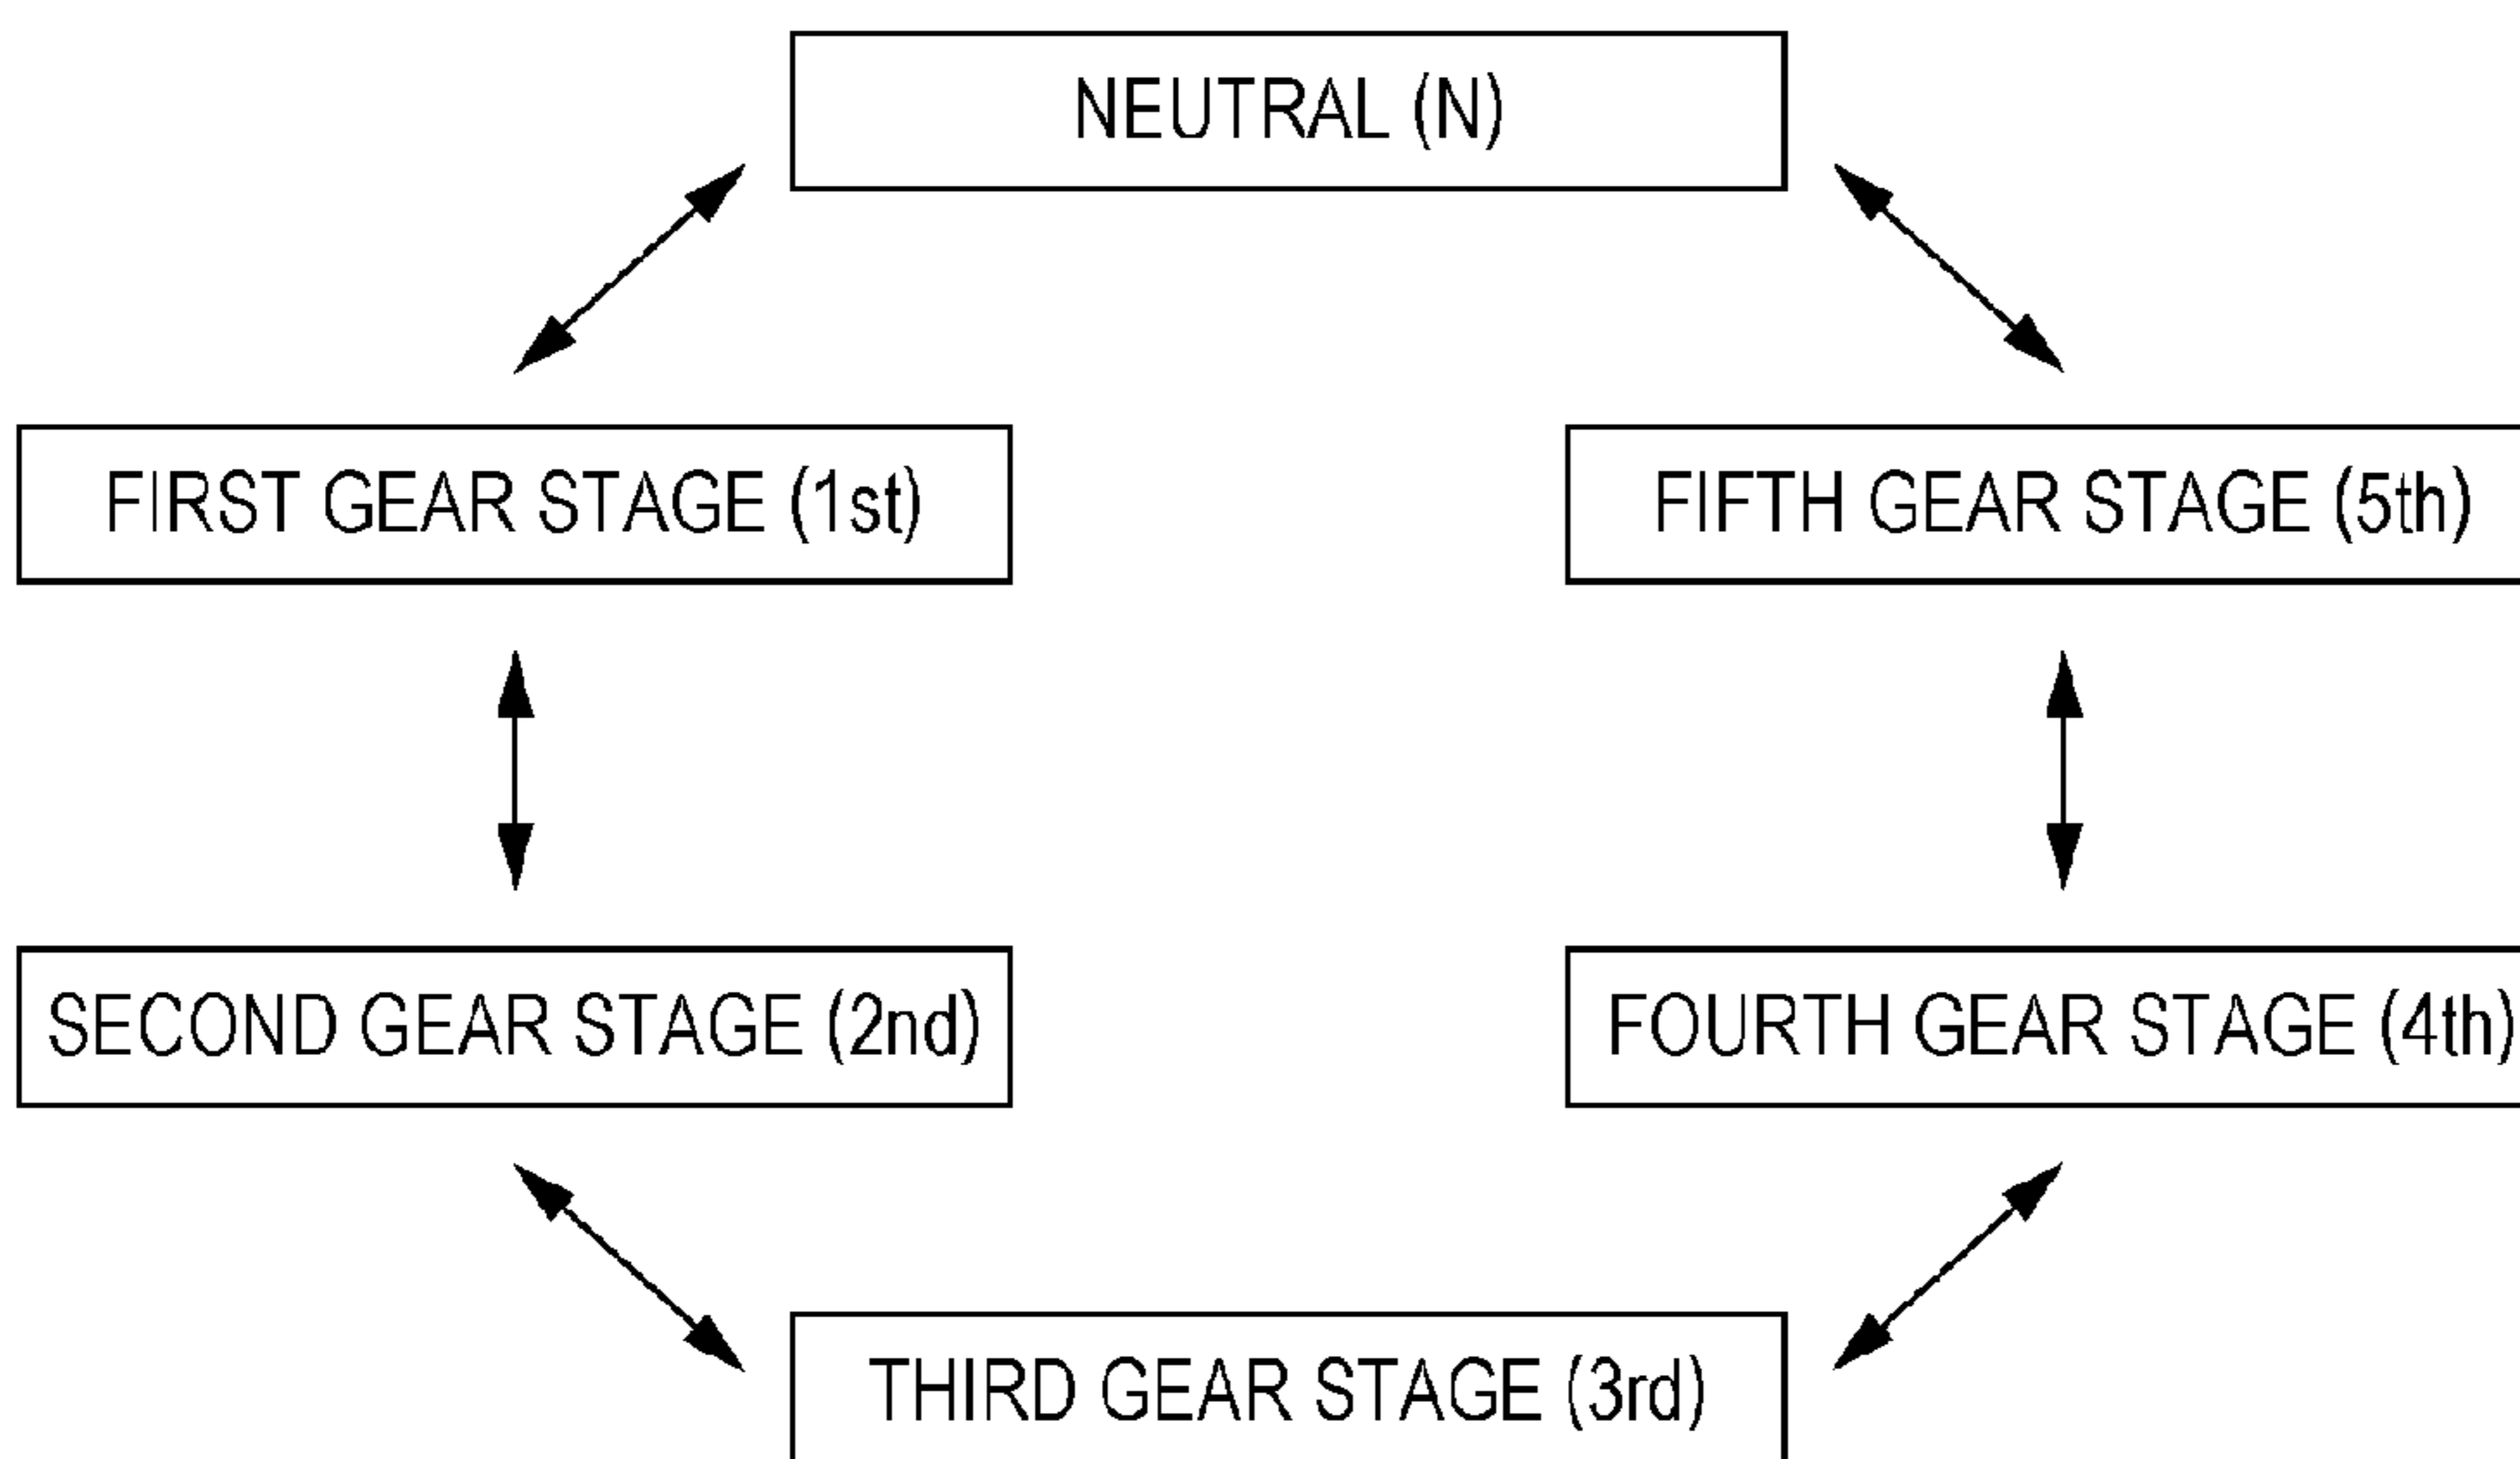 NEUTRAL (N)
FIRST GEAR STAGE (1st)
FIFTH GEAR STAGE (5th)
SECOND GEAR STAGE (2nd)
FOURTH GEAR STAGE (4th)
THIRD GEAR STAGE (3rd)